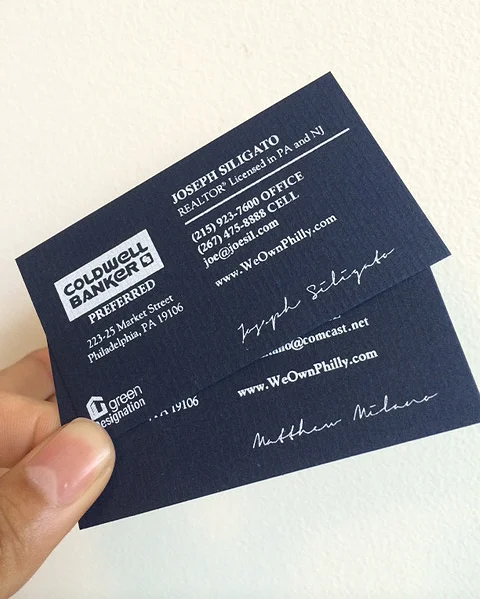 JOSEPH SILIGATO
REALTOR® Licensed in PA and NJ
(215) 923-7600 OFFICE
(267) 475-8888 CELL
joe@joesil.com
www.WeOwnPhilly.com
COLDWELL
BANKER
PREFERRED
223-25 Market Street
Philadelphia, PA 19106
Joseph Siligato
green
Designation
19106
@comcast.net
www.WeOwnPhilly.com
Matthew Milano